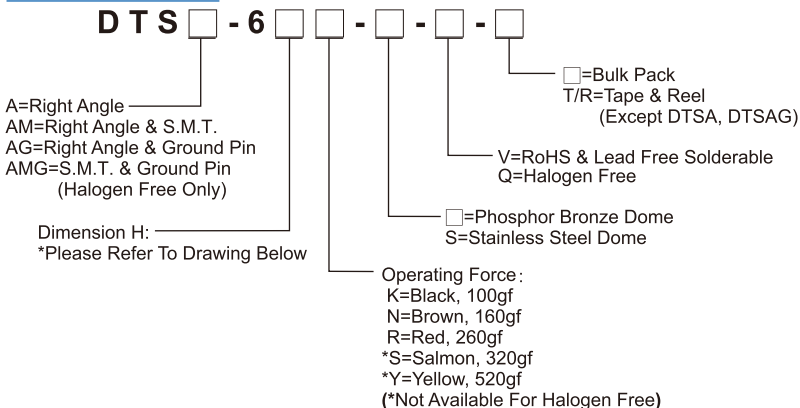 DTS□-6□□-□-□-□
A=Right Angle
AM=Right Angle & S.M.T.
AG=Right Angle & Ground Pin
AMG=S.M.T. & Ground Pin
(Halogen Free Only)
Dimension H:
*Please Refer To Drawing Below
Operating Force:
K=Black, 100gf
N=Brown, 160gf
R=Red, 260gf
*S=Salmon, 320gf
*Y=Yellow, 520gf
(*Not Available For Halogen Free)
□=Phosphor Bronze Dome
S=Stainless Steel Dome
V=RoHS & Lead Free Solderable
Q=Halogen Free
□=Bulk Pack
T/R=Tape & Reel
(Except DTSA, DTSAG)